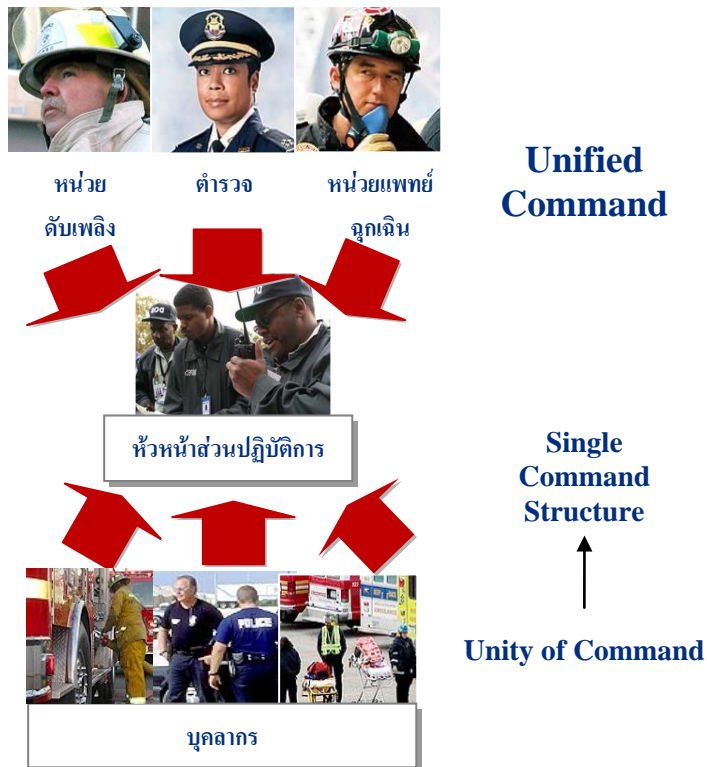 หน่วย
ดับเพลิง
ตำรวจ
หน่วยแพทย์
ฉุกเฉิน
Unified
Command
ห้วหน้าส่วนปฏิบัติการ
Single
Command
Structure
POLICE
Unity of Command
บุคลากร